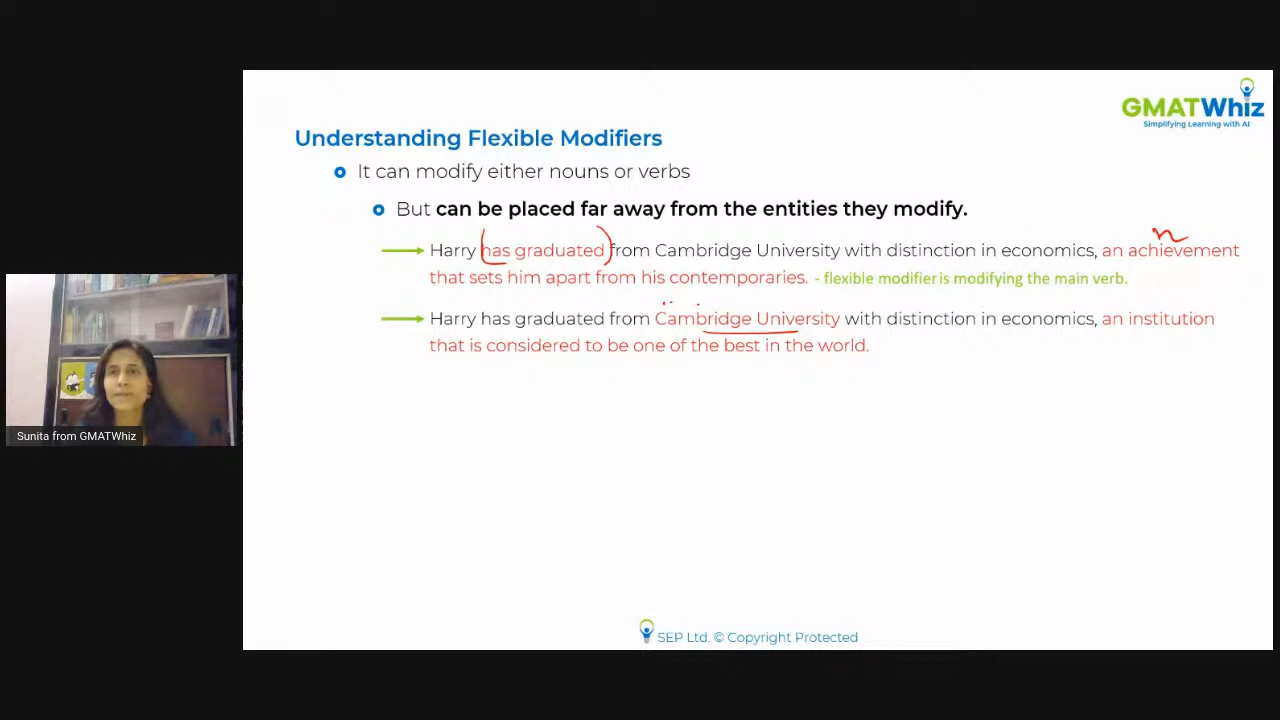 GMATWhiz
Simplifying Learning with AI
Understanding Flexible Modifiers
It can modify either nouns or verbs
But can be placed far away from the entities they modify.
n
Harry has graduated from Cambridge University with distinction in economics, an achievement
that sets him apart from his contemporaries. - flexible modifier is modifying the main verb.
Harry has graduated from Cambridge University with distinction in economics, an institution
that is considered to be one of the best in the world.
Sunita from GMATWhiz
SEP Ltd. © Copyright Protected